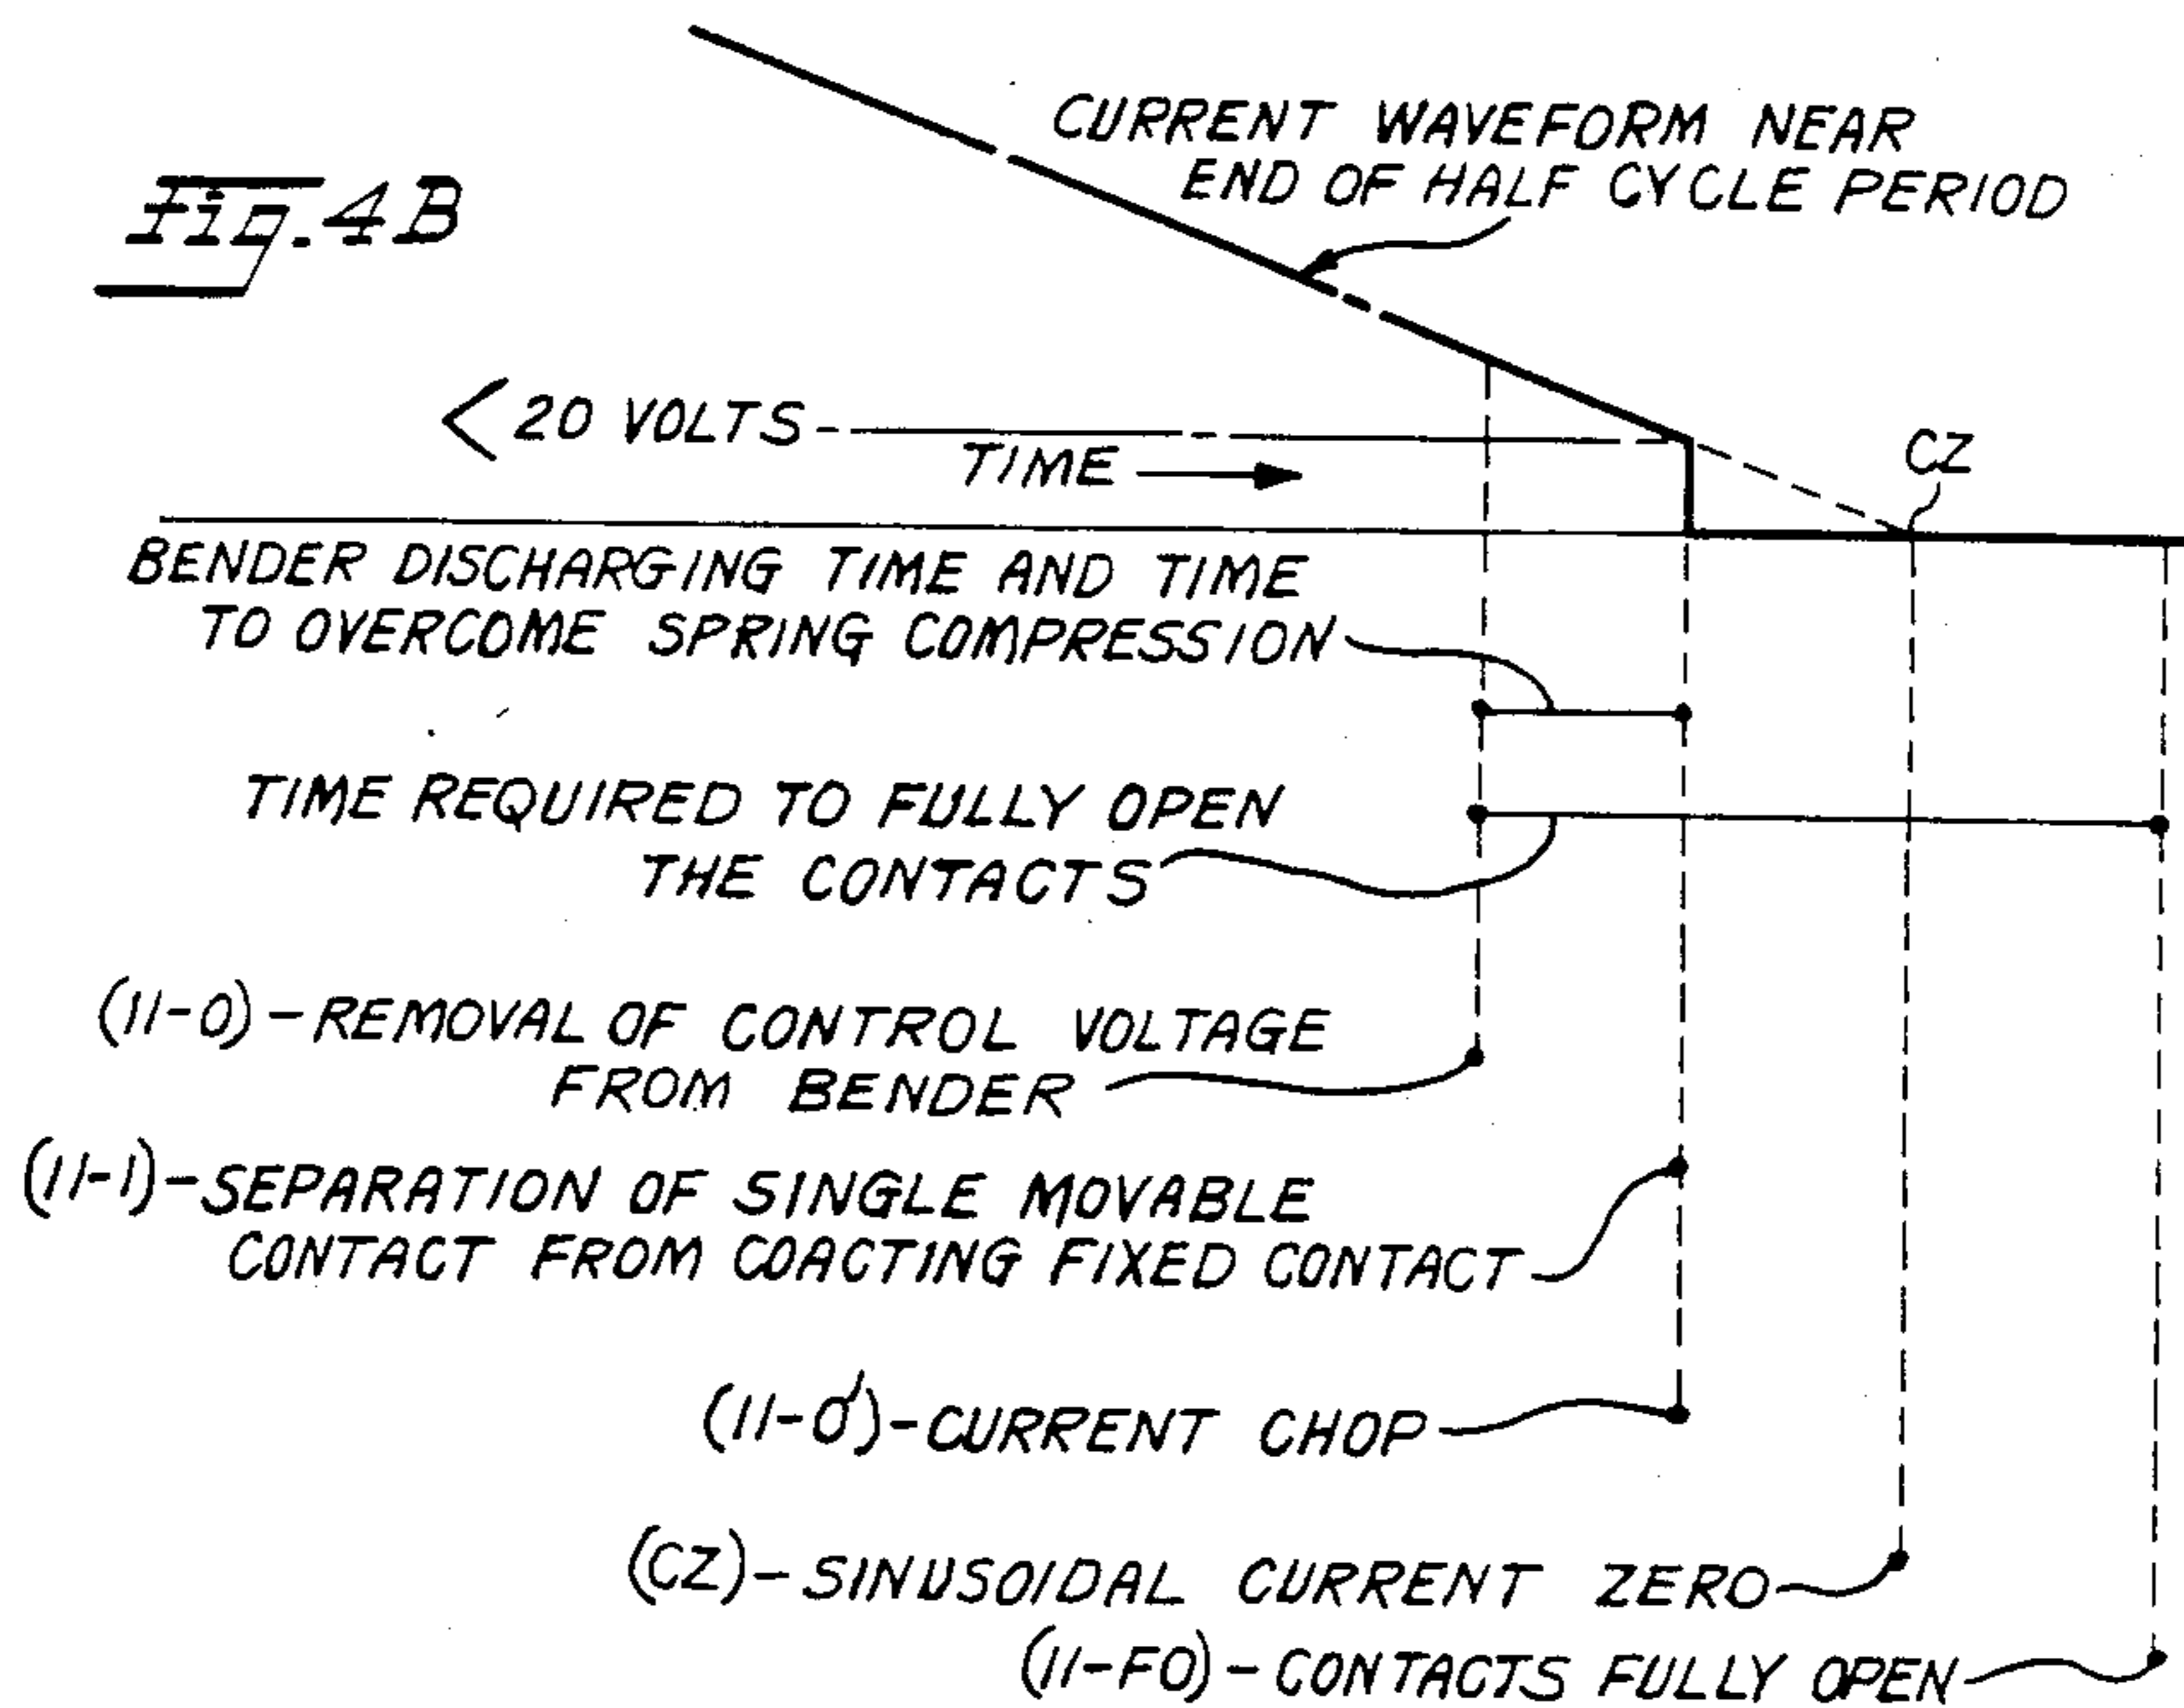 Fig. 4B
CURRENT WAVEFORM NEAR
END OF HALF CYCLE PERIOD
< 20 VOLTS
TIME
CZ
BENDER DISCHARGING TIME AND TIME
TO OVERCOME SPRING COMPRESSION
TIME REQUIRED TO FULLY OPEN
THE CONTACTS
(11-0)-REMOVAL OF CONTROL VOLTAGE
FROM BENDER
(11-1)-SEPARATION OF SINGLE MOVABLE
CONTACT FROM COACTING FIXED CONTACT
(11-0')-CURRENT CHOP
(CZ)-SINUSOIDAL CURRENT ZERO
(11-FO)-CONTACTS FULLY OPEN